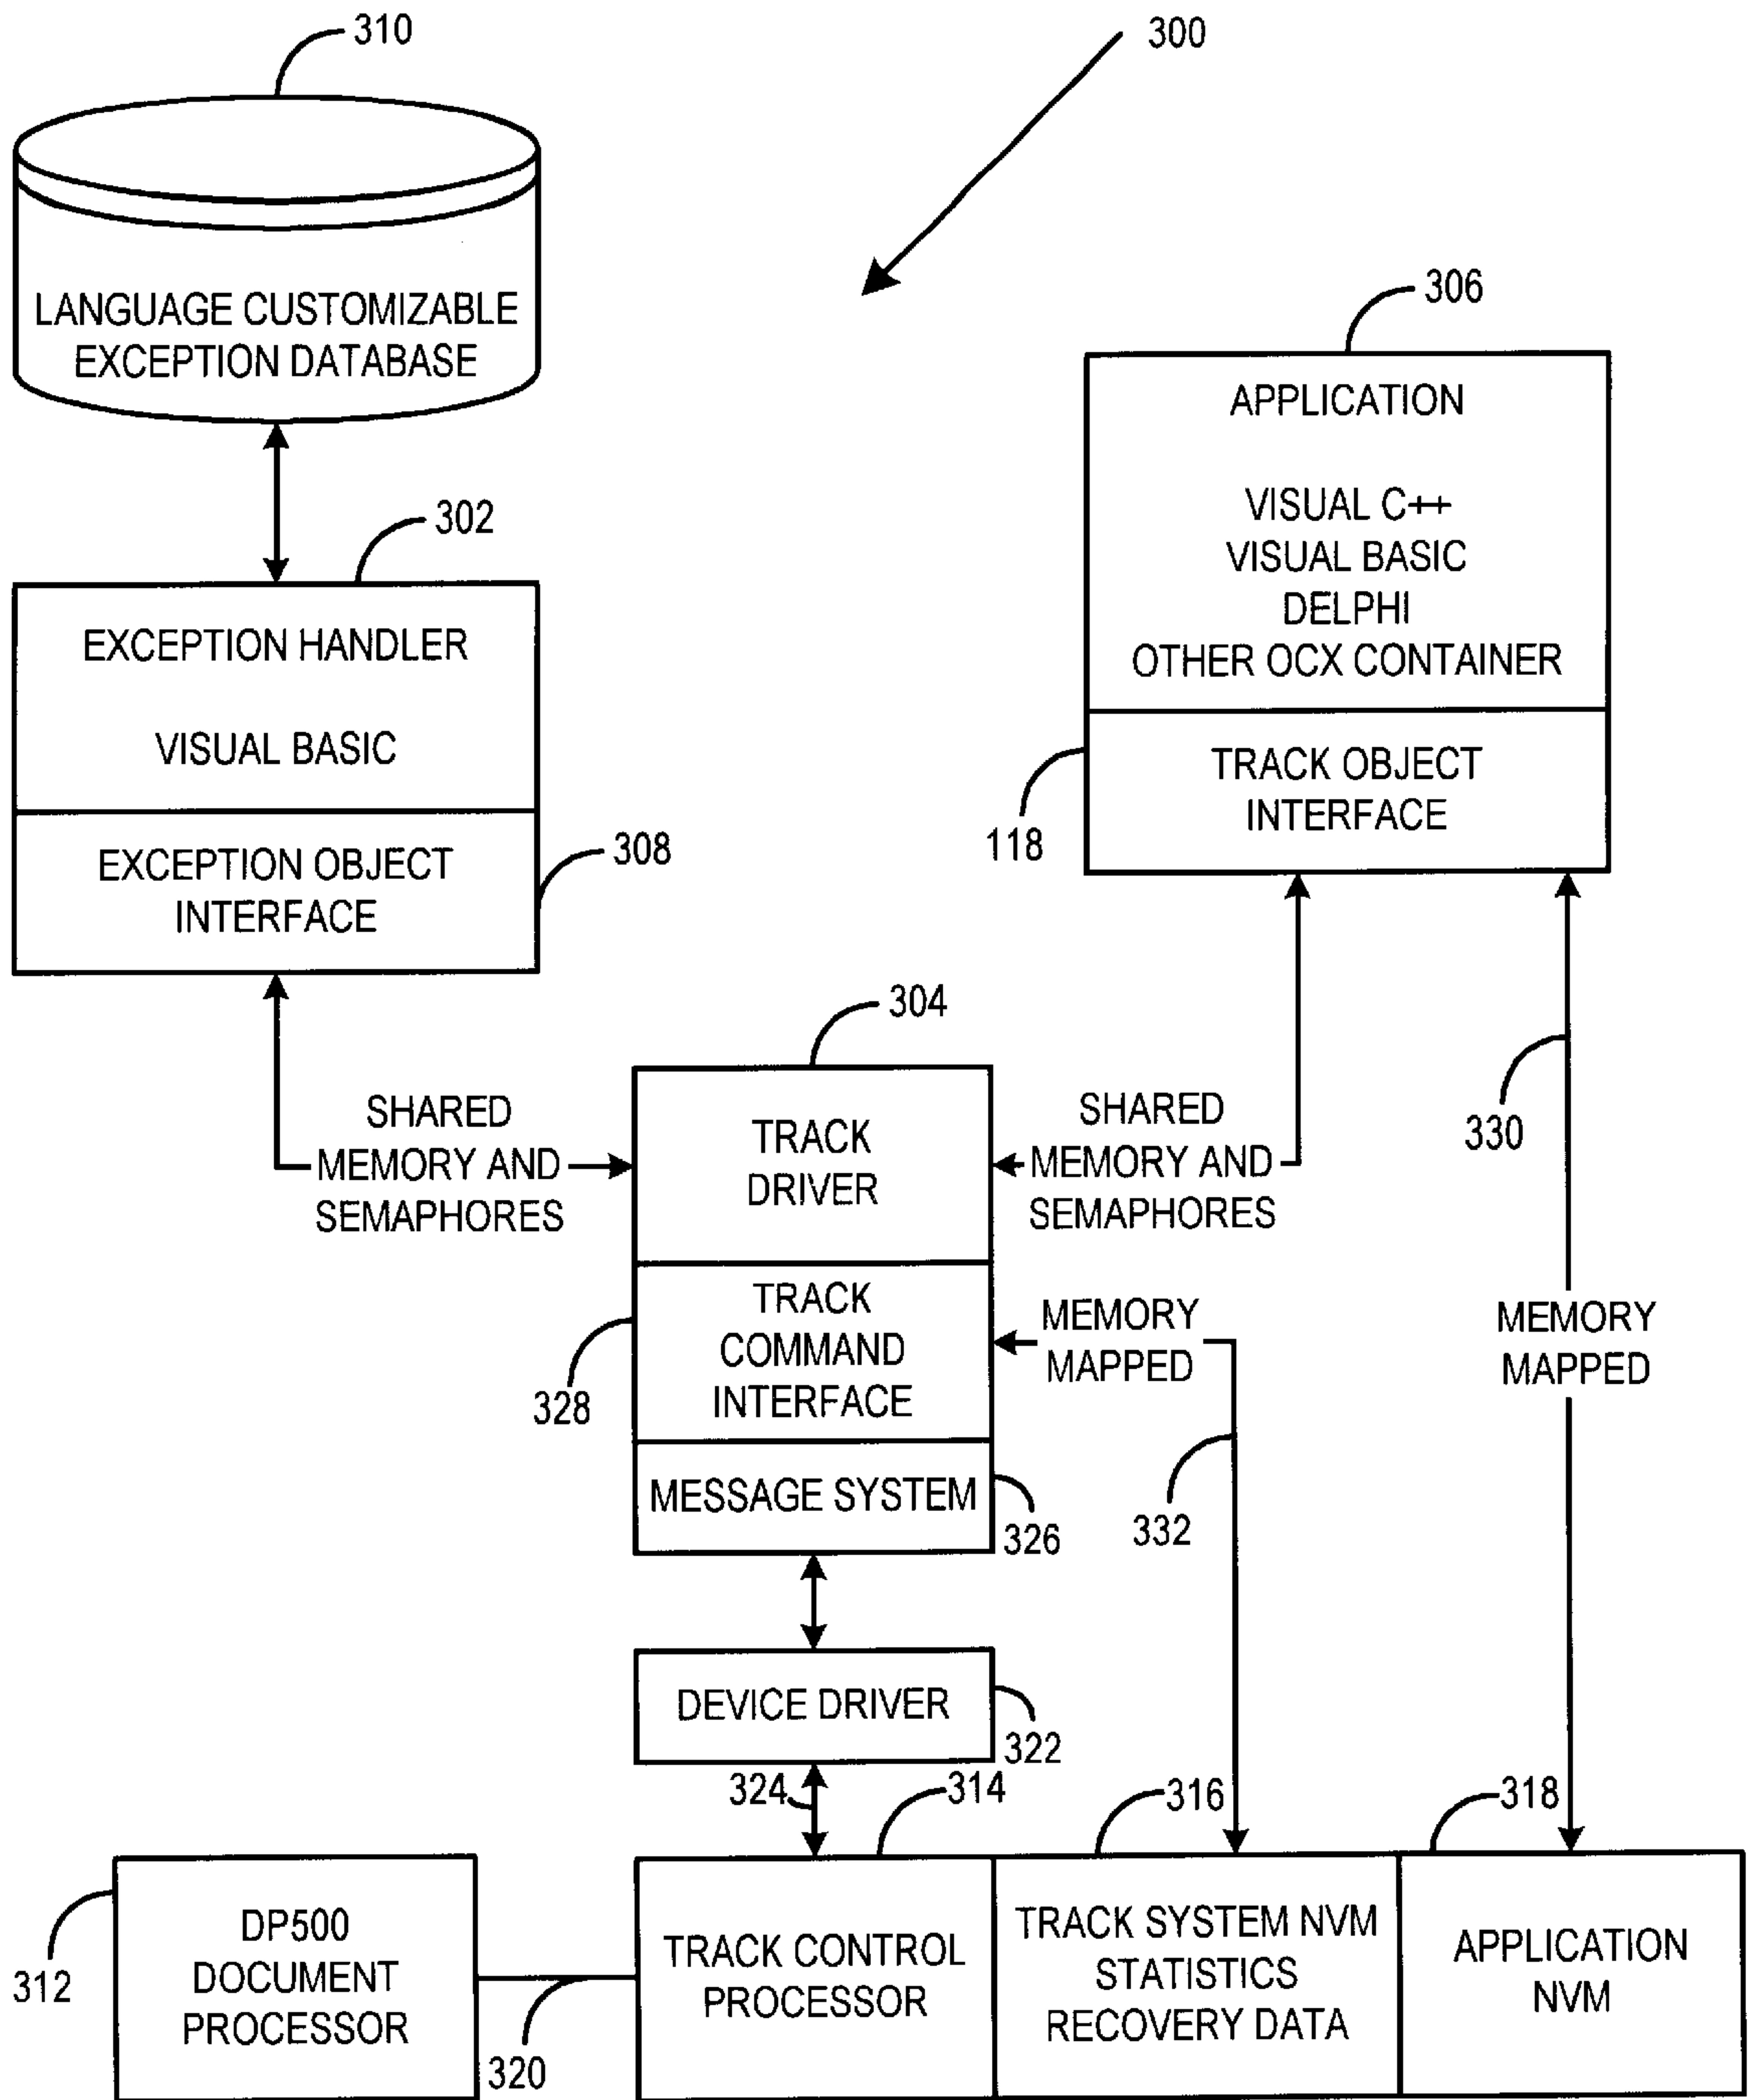 310
300
LANGUAGE CUSTOMIZABLE
EXCEPTION DATABASE
306
APPLICATION
VISUAL C++
VISUAL BASIC
DELPHI
OTHER OCX CONTAINER
TRACK OBJECT
INTERFACE
118
302
EXCEPTION HANDLER
VISUAL BASIC
EXCEPTION OBJECT
INTERFACE
308
304
SHARED
MEMORY AND
SEMAPHORES
TRACK
DRIVER
SHARED
MEMORY AND
SEMAPHORES
330
TRACK
COMMAND
INTERFACE
328
MEMORY
MAPPED
MEMORY
MAPPED
MESSAGE SYSTEM
326
332
DEVICE DRIVER
322
324
314
316
318
DP500
DOCUMENT
PROCESSOR
312
320
TRACK CONTROL
PROCESSOR
TRACK SYSTEM NVM
STATISTICS
RECOVERY DATA
APPLICATION
NVM